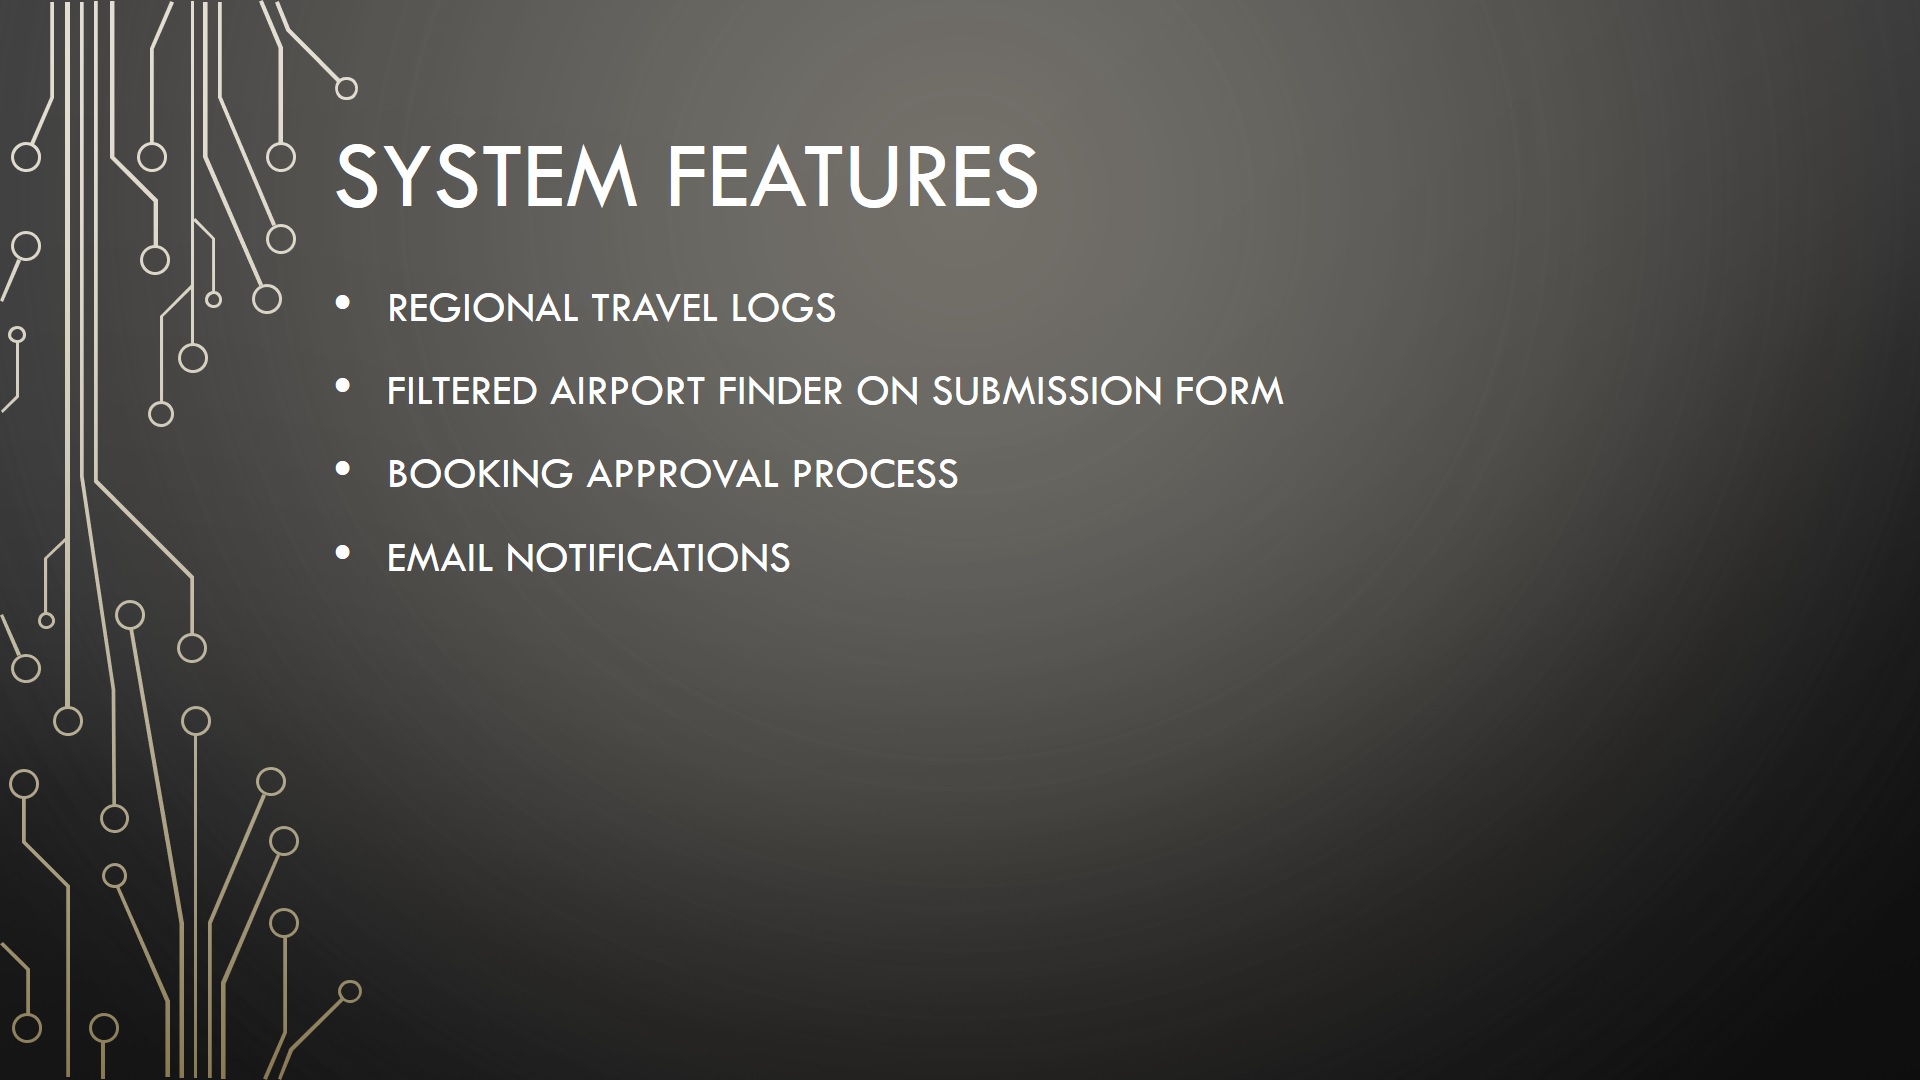 SYSTEM FEATURES
• REGIONAL TRAVEL LOGS
• FILTERED AIRPORT FINDER ON SUBMISSION FORM
• BOOKING APPROVAL PROCESS
• EMAIL NOTIFICATIONS